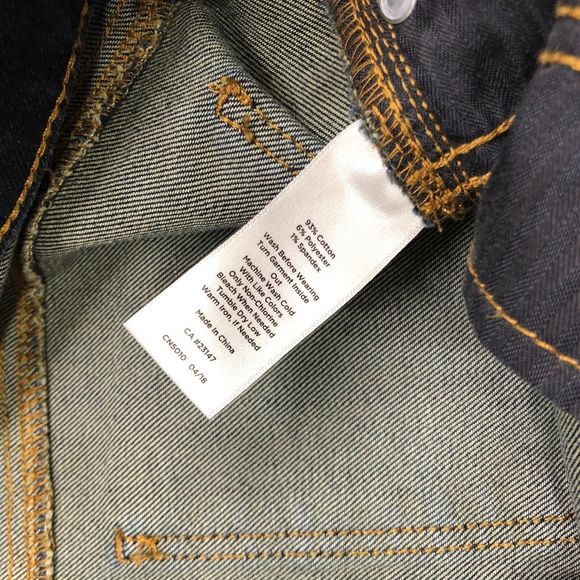 93% Cotton
6% Polyester
1% Spandex
Wash Before Wearing
Turn Garment Inside
Out
Machine Wash Cold
With Like Colors
Only Non-Chlorine
Bleach When Needed
Tumble Dry Low
Warm Iron, if Needed
Made in China
CA #23147
CN5010 04/18